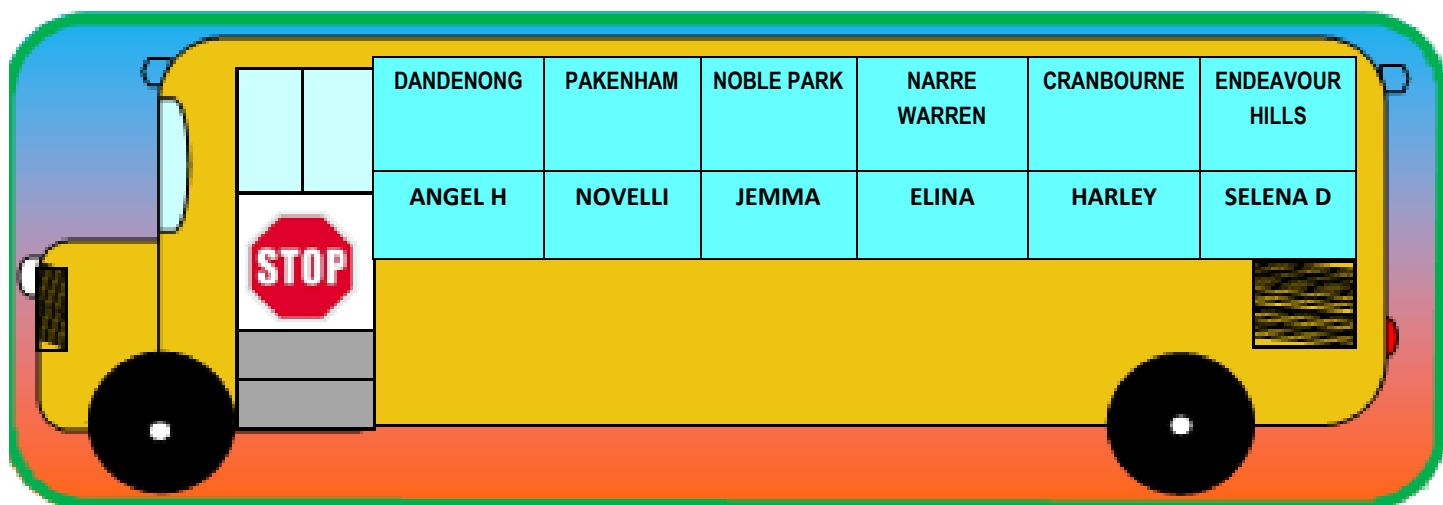 DANDENONG PAKENHAM NOBLE PARK NARRE WARREN CRANBOURNE ENDEAVOUR HILLS
ANGEL H NOVELLI JEMMA ELINA HARLEY SELENA D
STOP